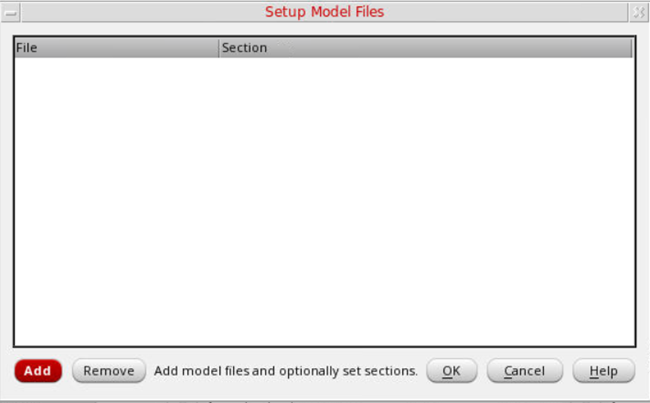 Setup Model Files
File Section
Add Remove Add model files and optionally set sections. OK Cancel Help